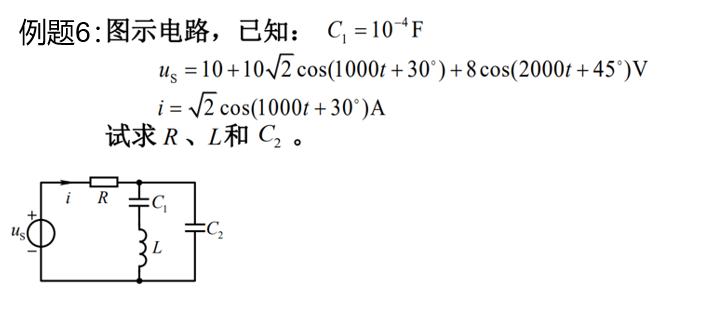 例题6:图示电路，已知： C₁ =10⁻⁴F
uₛ =10+10√2 cos(1000t+30°)+8cos(2000t+45°)V
i=√2 cos(1000t+30°)A
试求 R 、L和 C₂ 。
i R C₁
+
uₛ C₂
L
−